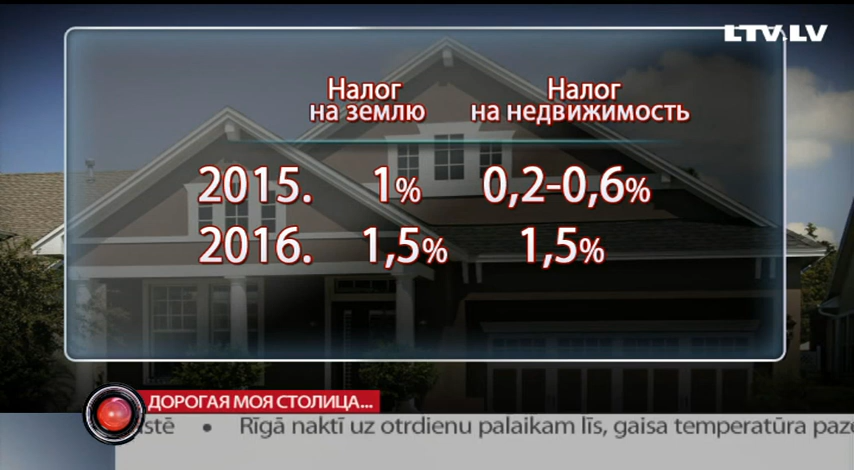 LTV.LV
Налог Налог
на землю на недвижимость
2015. 1% 0,2-0,6%
2016. 1,5% 1,5%
ДОРОГАЯ МОЯ СТОЛИЦА...
• Rīgā naktī uz otrdienu palaikam līs, gaisa temperatūra